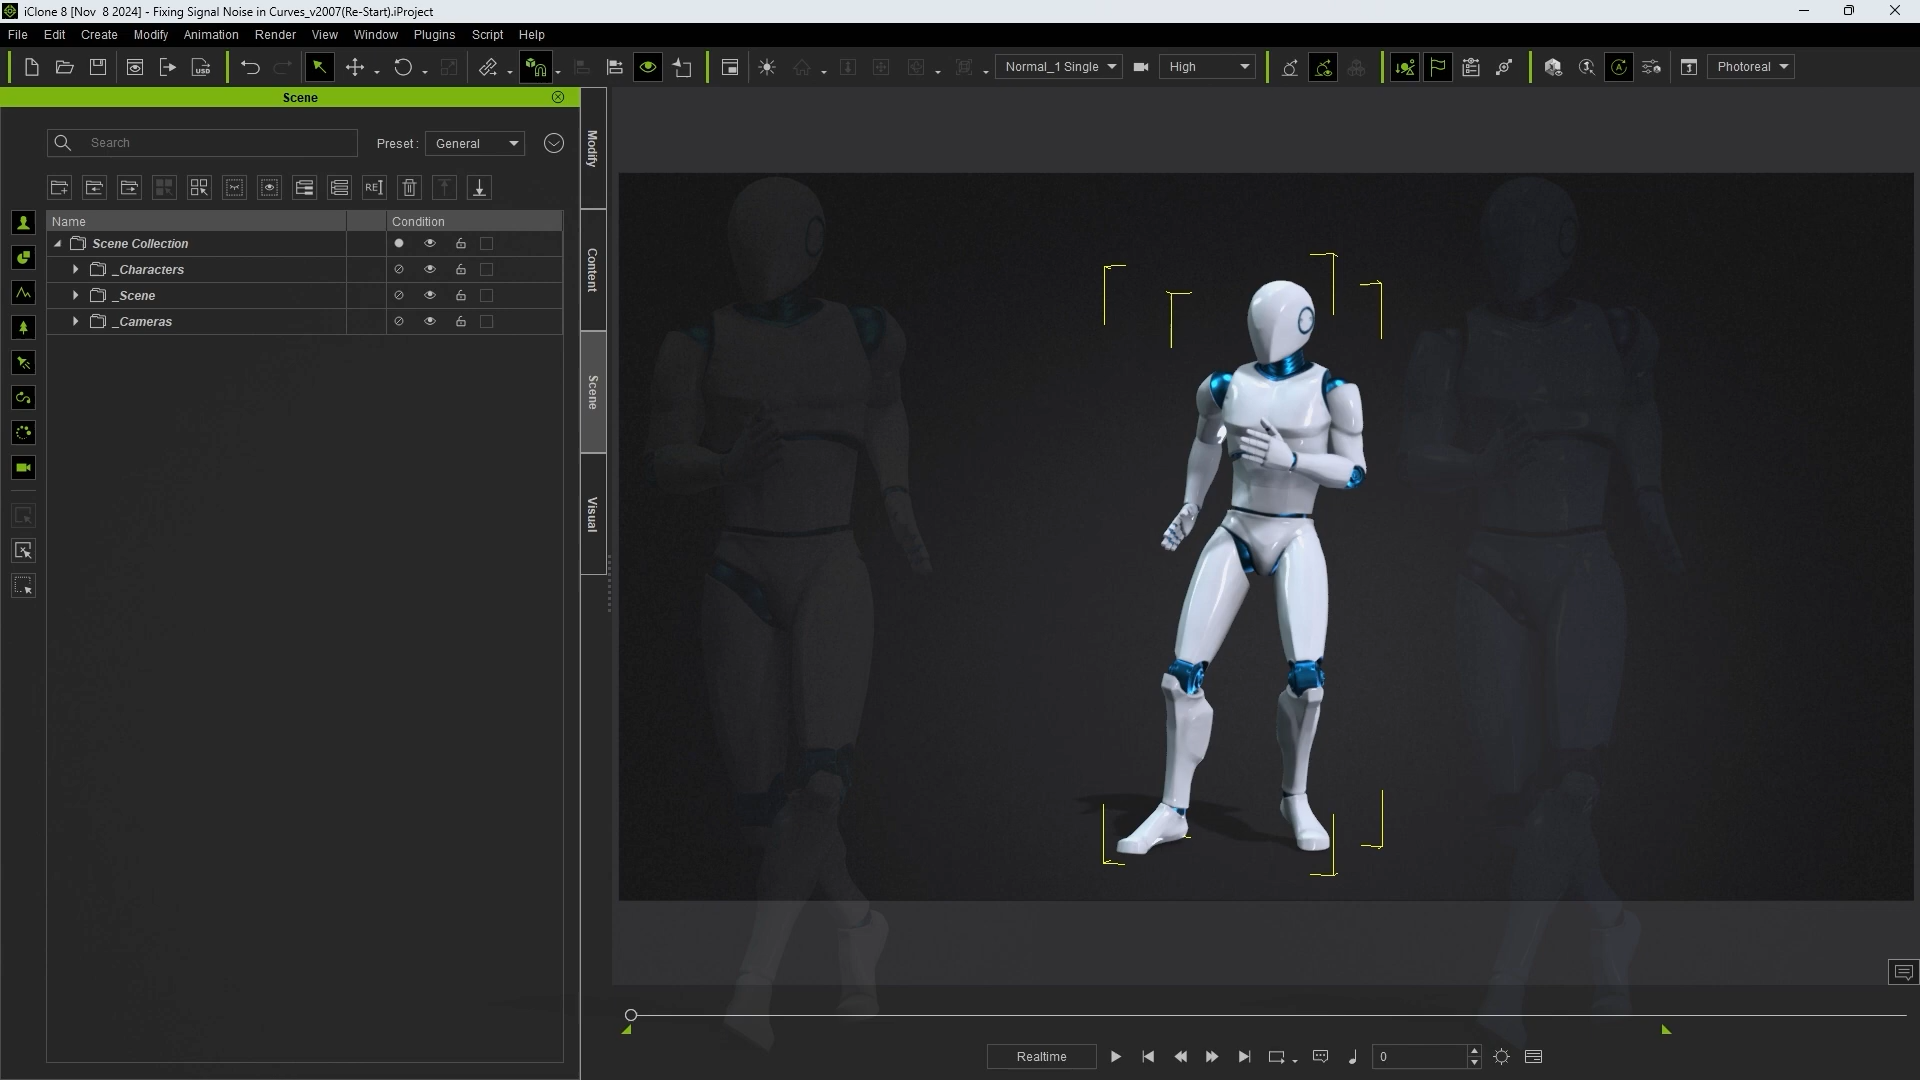 iClone 8 [Nov  8 2024] - Fixing Signal Noise in Curves_v2007(Re-Start).iProject
File Edit Create Modify Animation Render View Window Plugins Script Help
USD
Normal_1 Single
High
Photoreal
Scene
Search
Preset :
General
REI
Name
Condition
Scene Collection
_Characters
_Scene
_Cameras
Modify
Content
Scene
Visual
Realtime
0